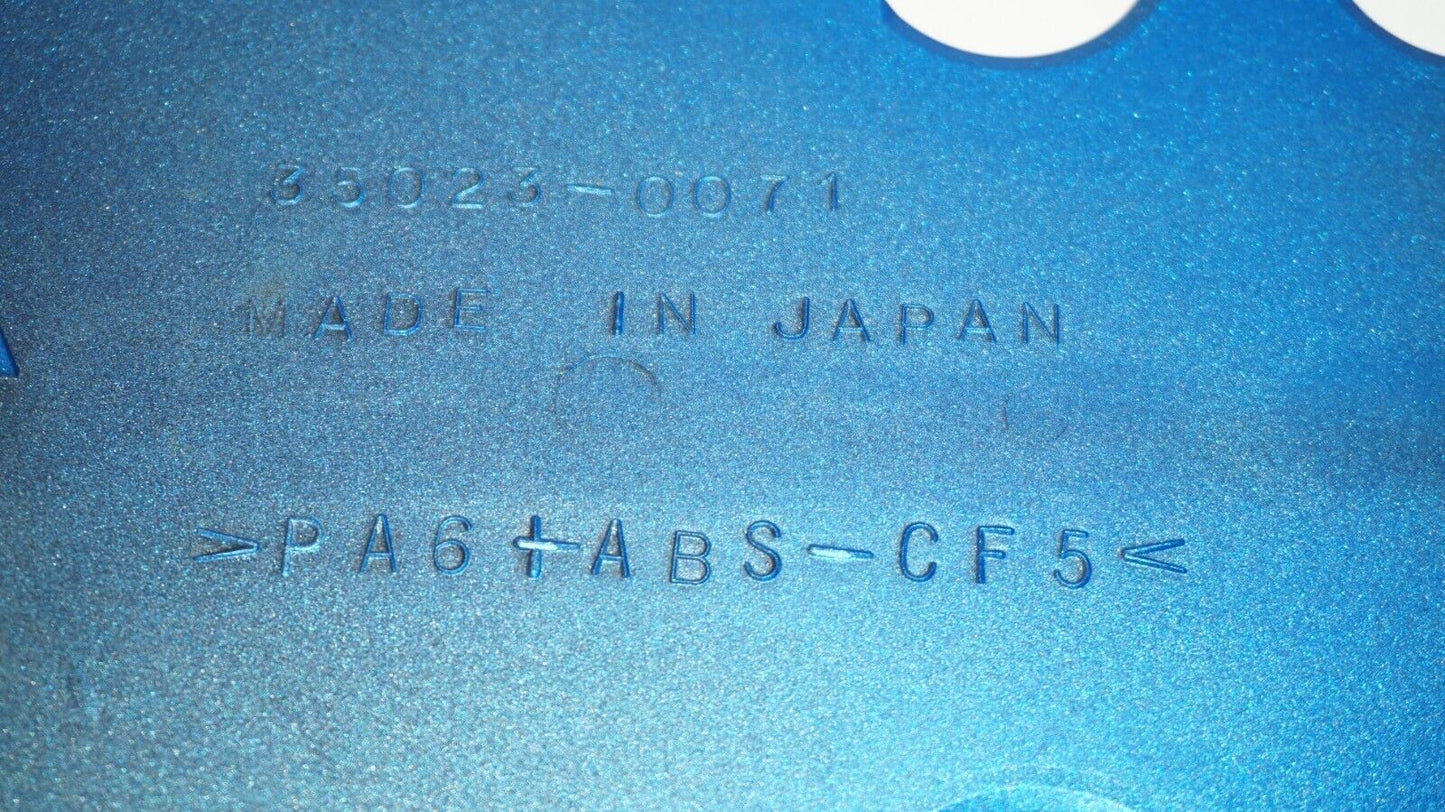 35023-0071
MADE IN JAPAN
>PA6+ABS-CF5<